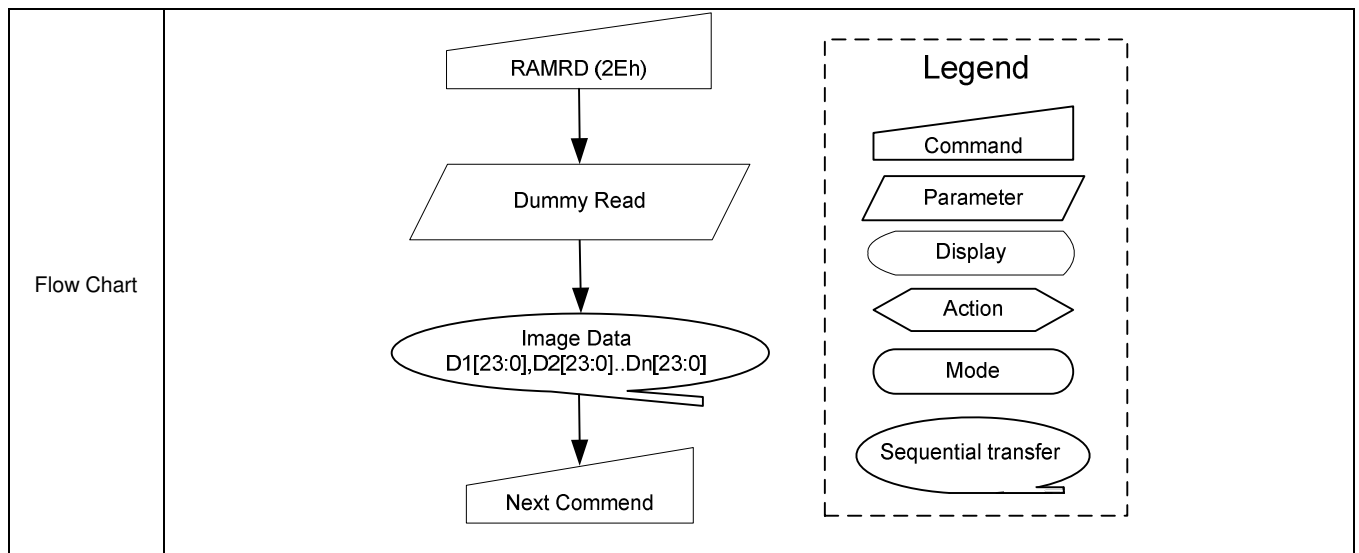 Flow Chart
RAMRD (2Eh)
Dummy Read
Image Data
D1[23:0],D2[23:0]..Dn[23:0]
Next Commend
Legend
Command
Parameter
Display
Action
Mode
Sequential transfer